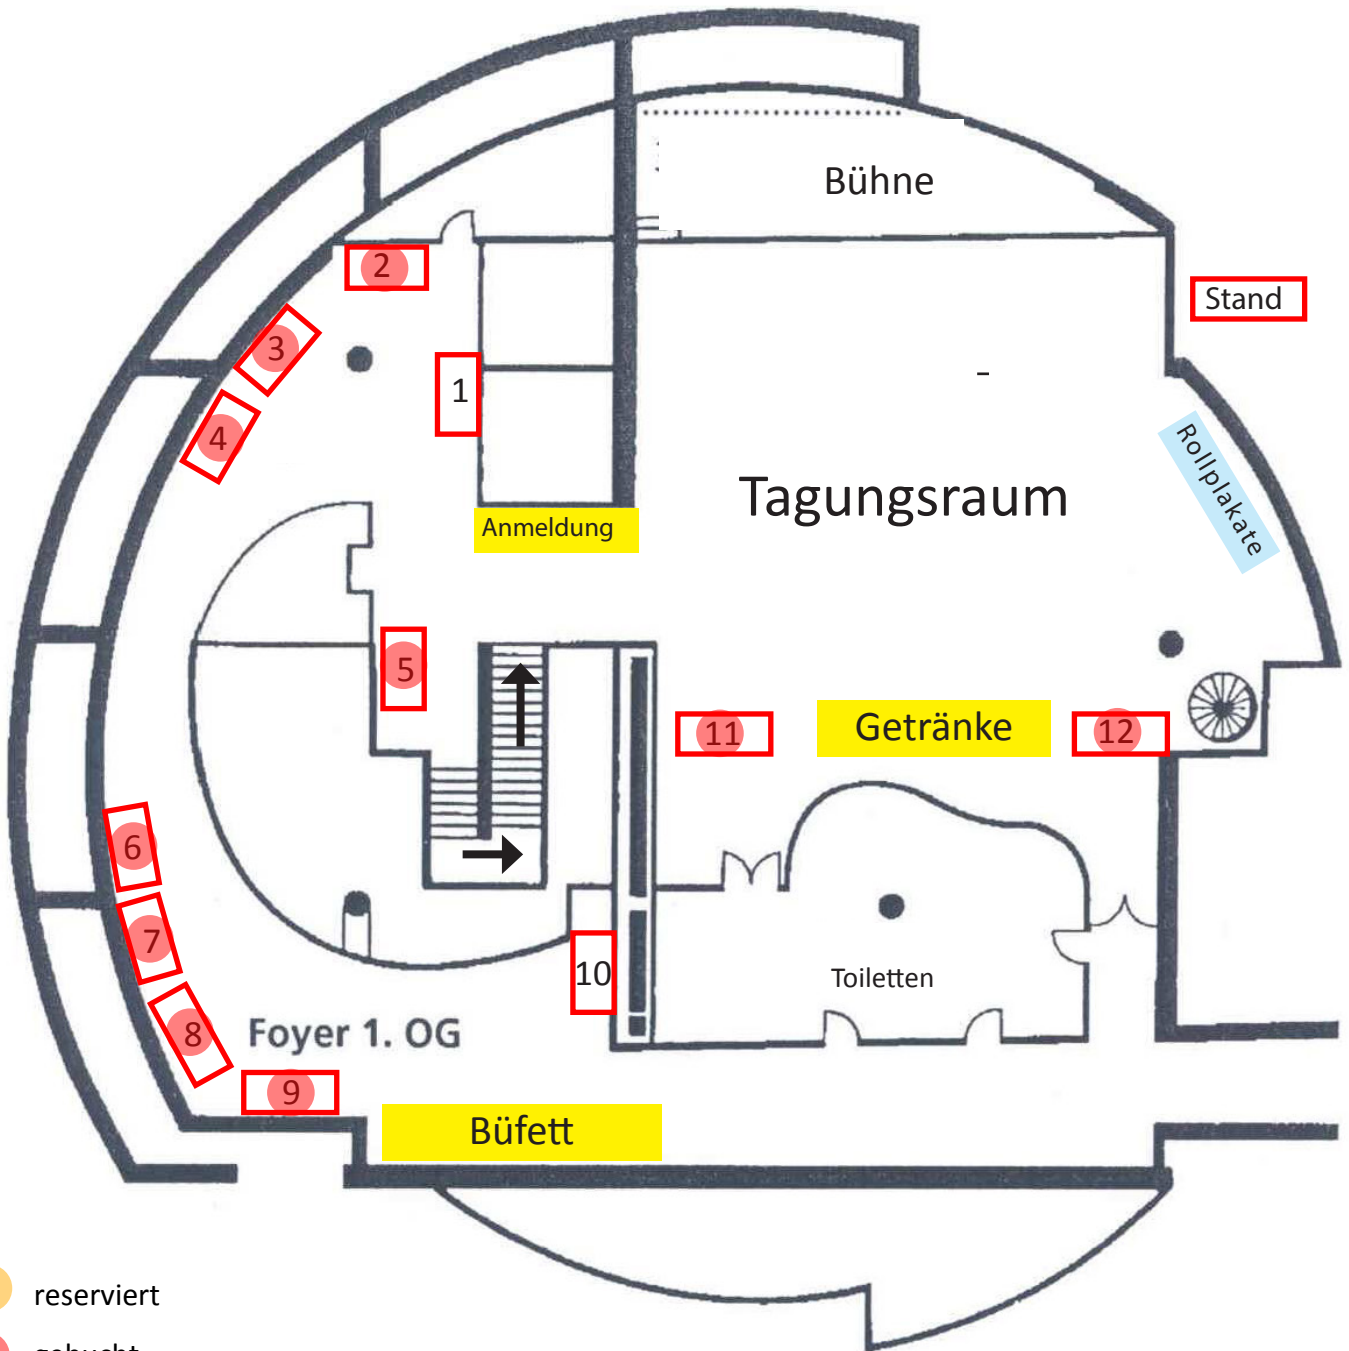 Bühne
2
Stand
3
1
4
Rollplakate
Tagungsraum
Anmeldung
5
11
Getränke
12
6
7
10
Toiletten
8
Foyer 1. OG
9
Büfett
reserviert
gebucht